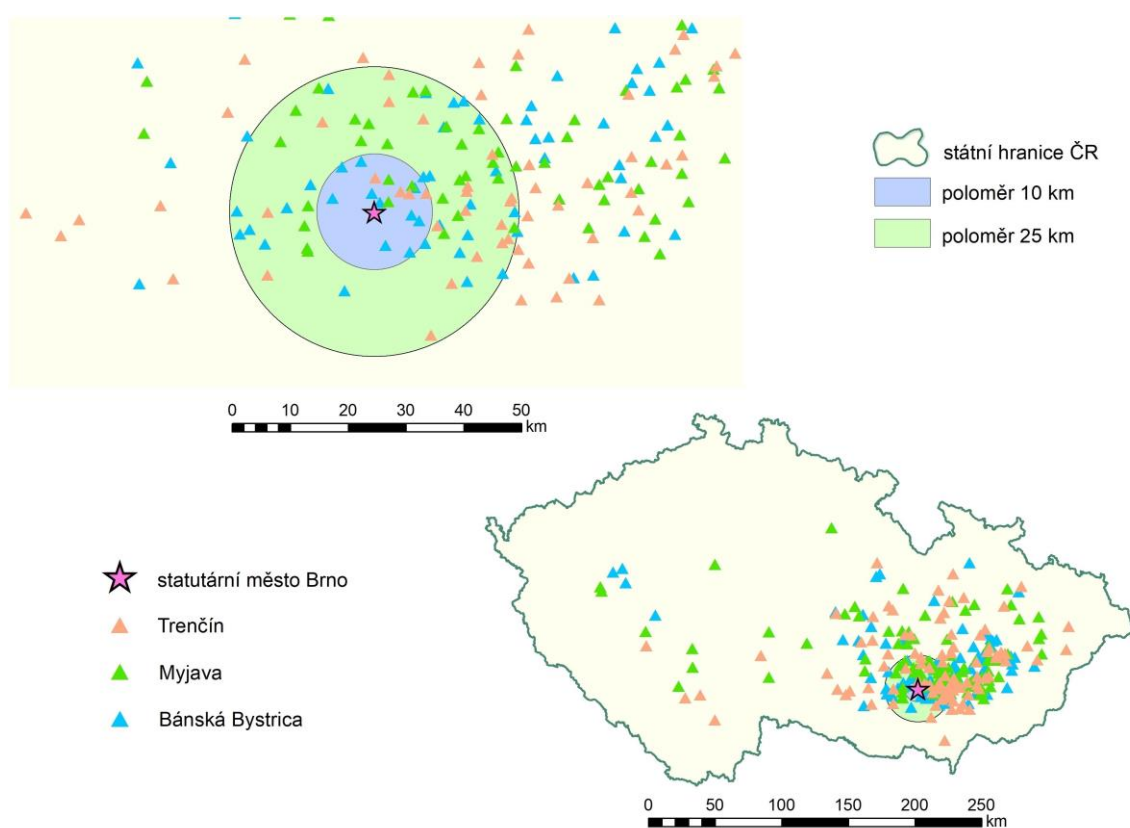 státní hranice ČR
poloměr 10 km
poloměr 25 km
0 10 20 30 40 50
km
statutární město Brno
Trenčín
Myjava
Bánská Bystrica
0 50 100 150 200 250
km